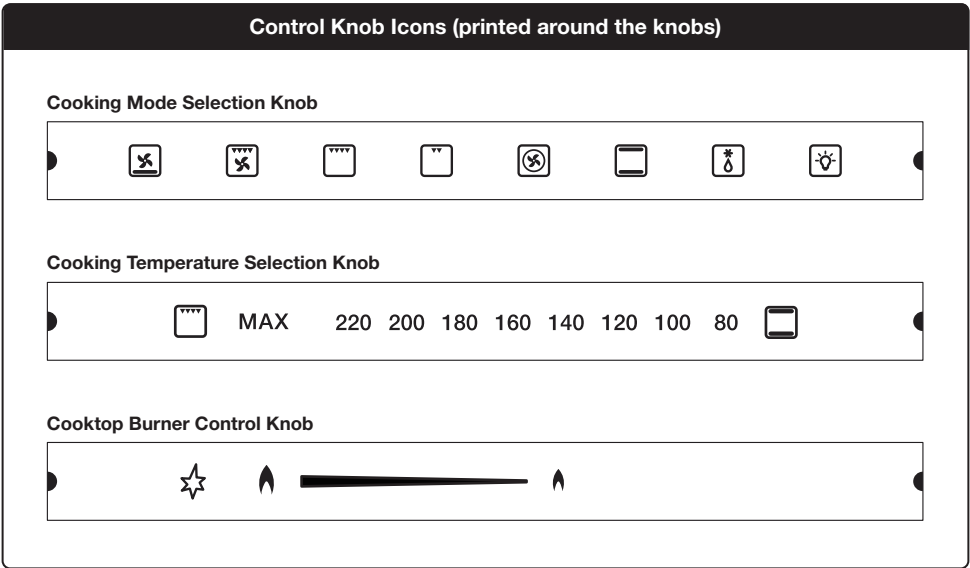 Control Knob Icons (printed around the knobs)
Cooking Mode Selection Knob
Cooking Temperature Selection Knob
MAX 220 200 180 160 140 120 100 80
Cooktop Burner Control Knob